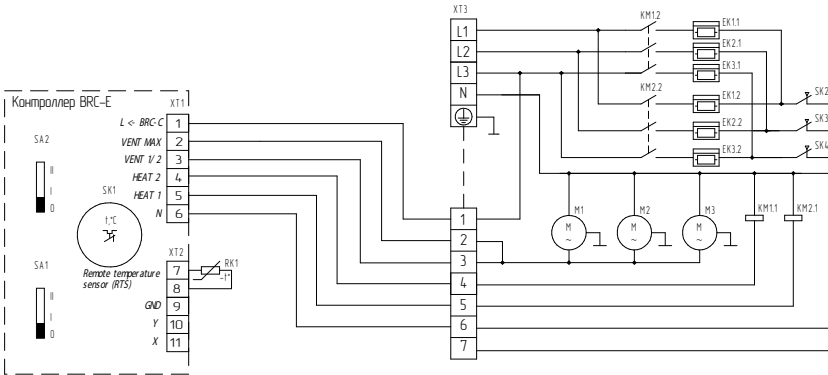 Контроллер BRC-E
XT1
L <- BRC-C 1
VENT MAX 2
VENT 1/2 3
HEAT 2 4
HEAT 1 5
N 6
SA2
II
I
0
SK1
t,°C
Remote temperature
sensor (RTS)
SA1
II
I
0
XT2
7
8
GND 9
Y 10
X 11
RK1
-t°
XT3
L1
L2
L3
N
1
2
3
4
5
6
7
KM1.2
EK1.1
EK2.1
EK3.1
KM2.2
EK1.2
EK2.2
EK3.2
SK2
SK3
SK4
M1
M
~
M2
M
~
M3
M
~
KM1.1
KM2.1